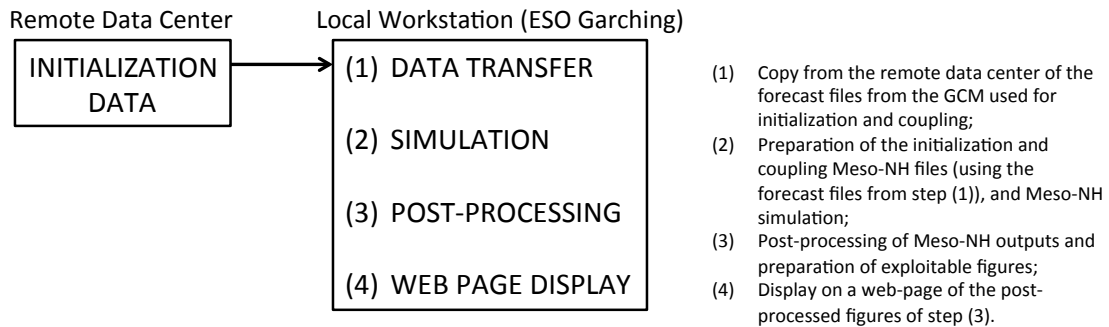 Remote Data Center
INITIALIZATION
DATA
Local Workstation (ESO Garching)
(1) DATA TRANSFER
(2) SIMULATION
(3) POST-PROCESSING
(4) WEB PAGE DISPLAY
(1) Copy from the remote data center of the
forecast files from the GCM used for
initialization and coupling;
(2) Preparation of the initialization and
coupling Meso-NH files (using the
forecast files from step (1)), and Meso-NH
simulation;
(3) Post-processing of Meso-NH outputs and
preparation of exploitable figures;
(4) Display on a web-page of the post-
processed figures of step (3).